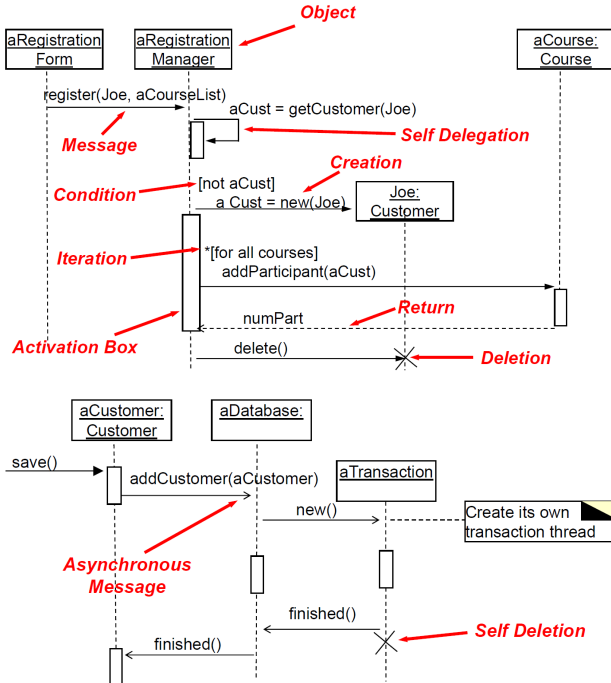 Object
aRegistration
Form
aRegistration
Manager
aCourse:
Course
register(Joe, aCourseList)
aCust = getCustomer(Joe)
Message
Self Delegation
Creation
Condition
[not aCust]
a Cust = new(Joe)
Joe:
Customer
Iteration
*[for all courses]
addParticipant(aCust)
numPart
Return
Activation Box
delete()
Deletion
aCustomer:
Customer
aDatabase:
save()
addCustomer(aCustomer)
aTransaction
new()
Create its own
transaction thread
Asynchronous
Message
finished()
Self Deletion
finished()